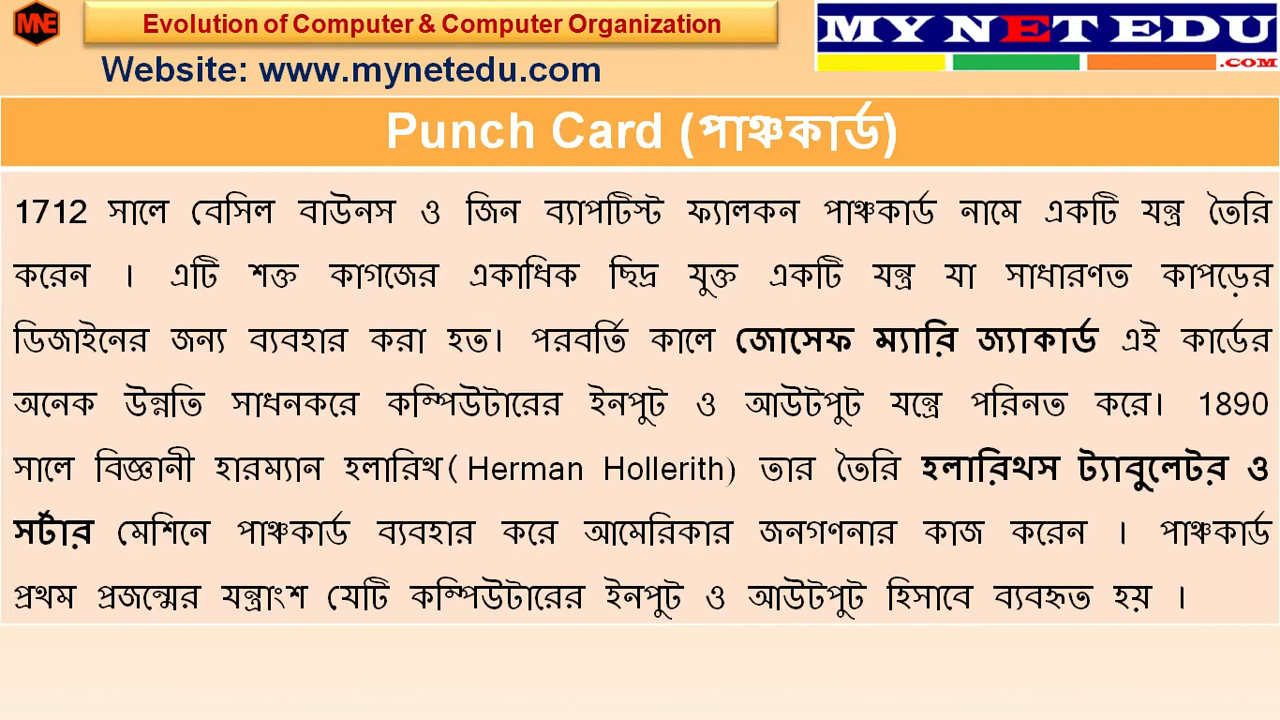 MNE
Evolution of Computer & Computer Organization
MY NET EDU
.COM
Website: www.mynetedu.com
Punch Card (পাঞ্চকার্ড)
1712 সালে বেসিল বাউনস ও জিন ব্যাপটিস্ট ফ্যালকন পাঞ্চকার্ড নামে একটি যন্ত্র তৈরি
করেন । এটি শক্ত কাগজের একাধিক ছিদ্র যুক্ত একটি যন্ত্র যা সাধারণত কাপড়ের
ডিজাইনের জন্য ব্যবহার করা হত। পরবর্তি কালে জোসেফ ম্যারি জ্যাকার্ড এই কার্ডের
অনেক উন্নতি সাধনকরে কম্পিউটারের ইনপুট ও আউটপুট যন্ত্রে পরিনত করে। 1890
সালে বিজ্ঞানী হারম্যান হলারিথ(Herman Hollerith) তার তৈরি হলারিথস ট্যাবুলেটর ও
সর্টার মেশিনে পাঞ্চকার্ড ব্যবহার করে আমেরিকার জনগণনার কাজ করেন । পাঞ্চকার্ড
প্রথম প্রজন্মের যন্ত্রাংশ যেটি কম্পিউটারের ইনপুট ও আউটপুট হিসাবে ব্যবহৃত হয় ।